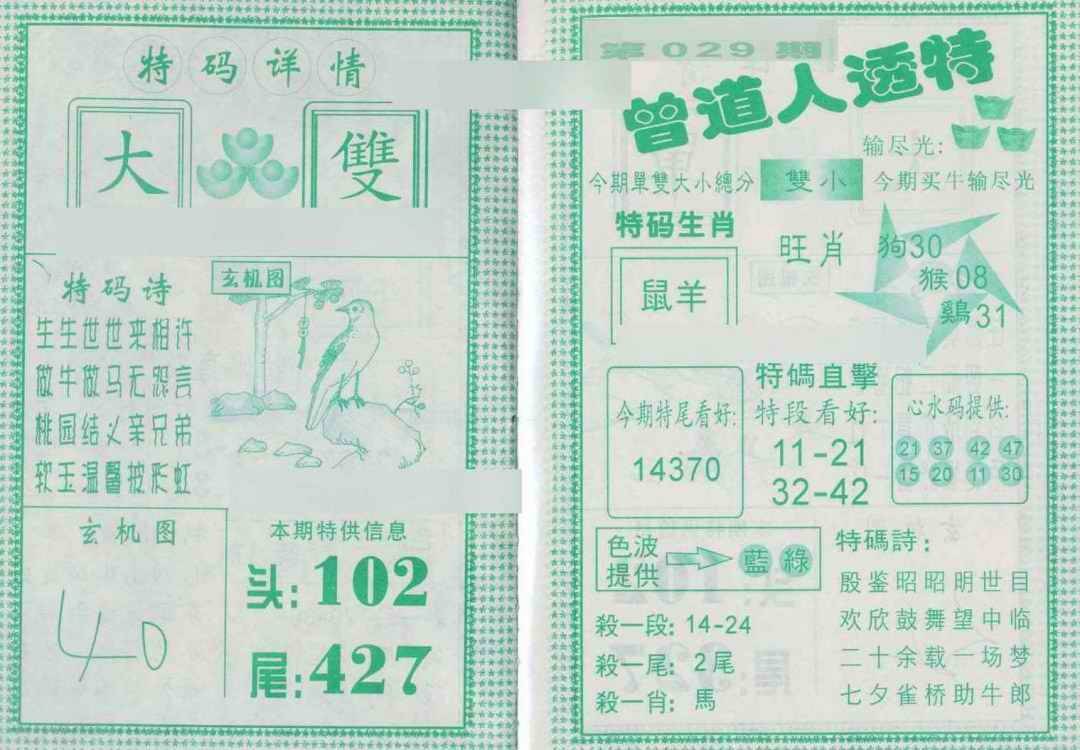 特码详情
大 雙
特码诗
生生世世来相许
做牛做马无怨言
桃园结义亲兄弟
软玉温馨披彩虹
玄机图
玄机图
40
本期特供信息
头:102
尾:427
第029期
曾道人透特
输尽光:
今期單雙大小總分 雙小 今期买牛输尽光
特码生肖
鼠羊
旺肖
狗30
猴08
鷄31
今期特尾看好:
14370
特碼直擊
特段看好:
11-21
32-42
心水码提供:
21 37 42 47
15 20 11 30
色波
提供
藍 綠
殺一段: 14-24
殺一尾: 2尾
殺一肖: 馬
特碼詩:
殷鉴昭昭明世目
欢欣鼓舞望中临
二十余载一场梦
七夕雀桥助牛郎